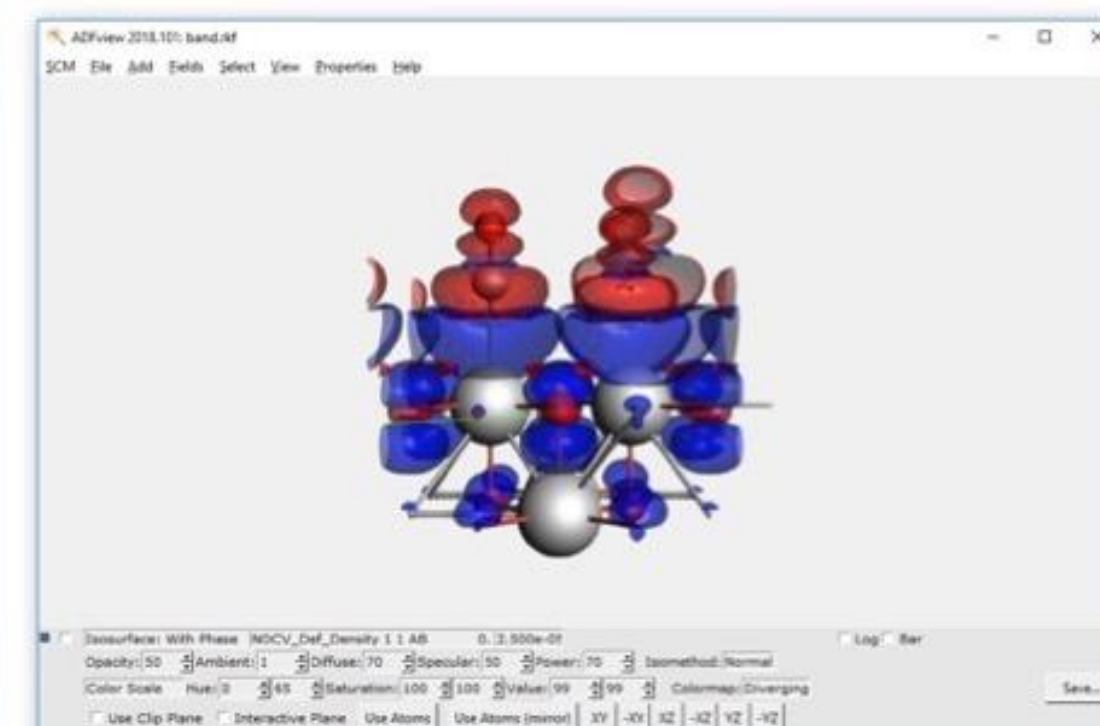 ADFview 2018.101: band.rkf
SCM File Add Fields Select View Properties Help
Isosurface: With Phase NOCV_Def_Density 1 1 AB 0. Log Bar
Opacity: 50 Ambient: 1 Diffuse: 70 Specular: 50 Power: 70 Isomethod: Normal
Color Scale Hue: 0 65 Saturation: 100 100 Value: 99 99 Colormap: Diverging
Save...
Use Clip Plane Interactive Plane Use Atoms Use Atoms (mirror) XY -XY XZ -XZ YZ -YZ